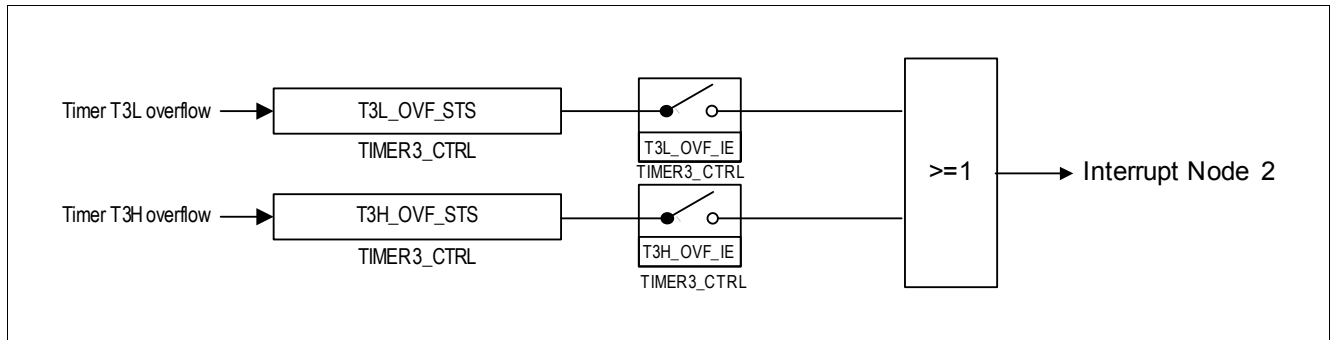 Timer T3L overflow
T3L_OVF_STS
TIMER3_CTRL
T3L_OVF_IE
TIMER3_CTRL
Timer T3H overflow
T3H_OVF_STS
TIMER3_CTRL
T3H_OVF_IE
TIMER3_CTRL
>=1
Interrupt Node 2